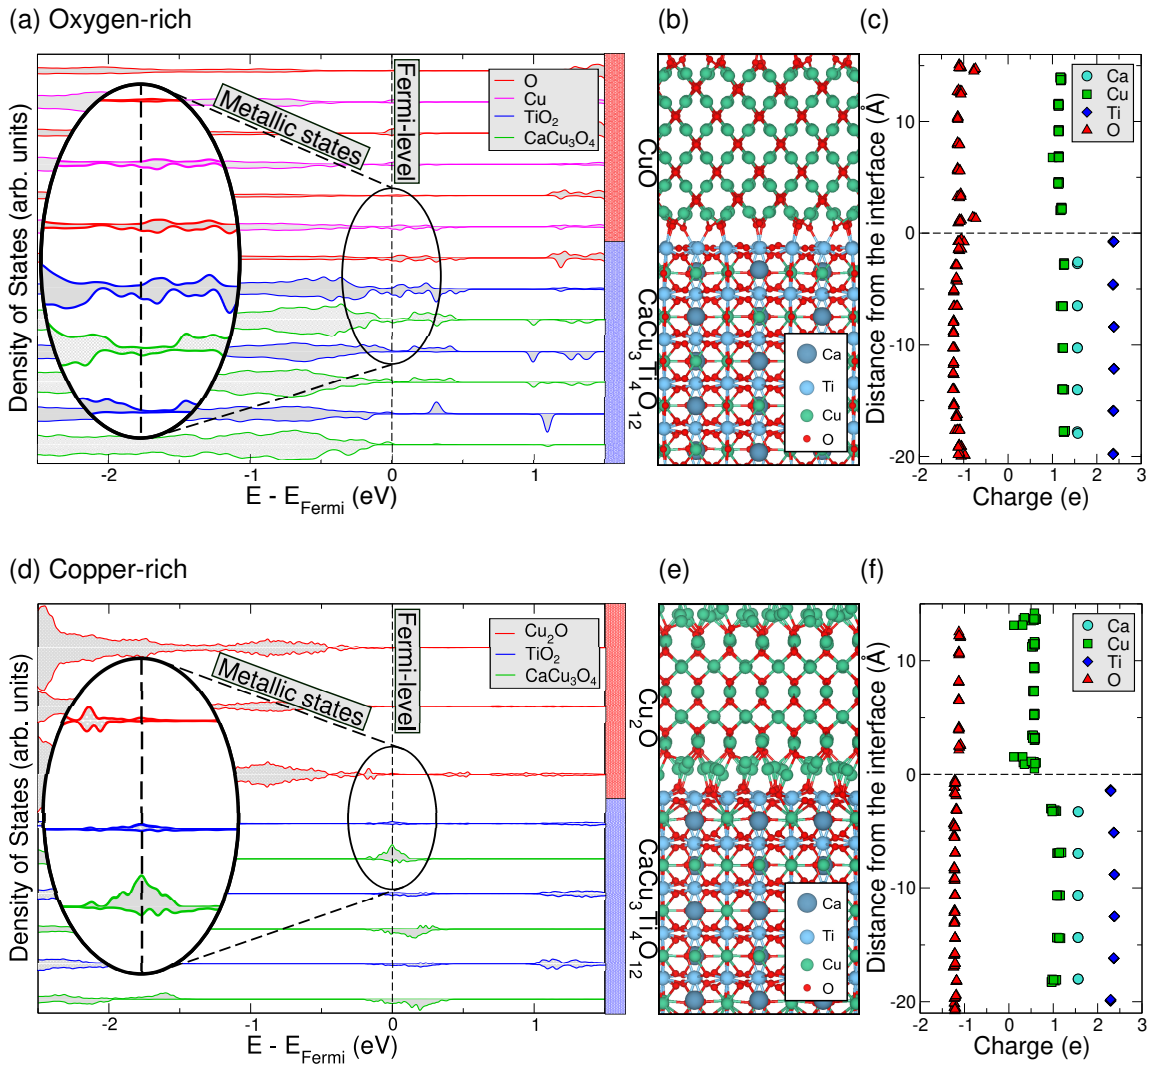 (a) Oxygen-rich
Density of States (arb. units)
Metallic states
Fermi-level
O
Cu
TiO2
CaCu3O4
-2
-1
0
1
E - EFermi (eV)
(b)
CuO
CaCu3Ti4O12
Ca
Ti
Cu
O
(c)
Distance from the interface (Å)
10
0
-10
-20
Ca
Cu
Ti
O
-2
-1
0
1
2
3
Charge (e)
(d) Copper-rich
Density of States (arb. units)
Metallic states
Fermi-level
Cu2O
TiO2
CaCu3O4
-2
-1
0
1
E - EFermi (eV)
(e)
Cu2O
CaCu3Ti4O12
Ca
Ti
Cu
O
(f)
Distance from the interface (Å)
10
0
-10
-20
Ca
Cu
Ti
O
-2
-1
0
1
2
3
Charge (e)